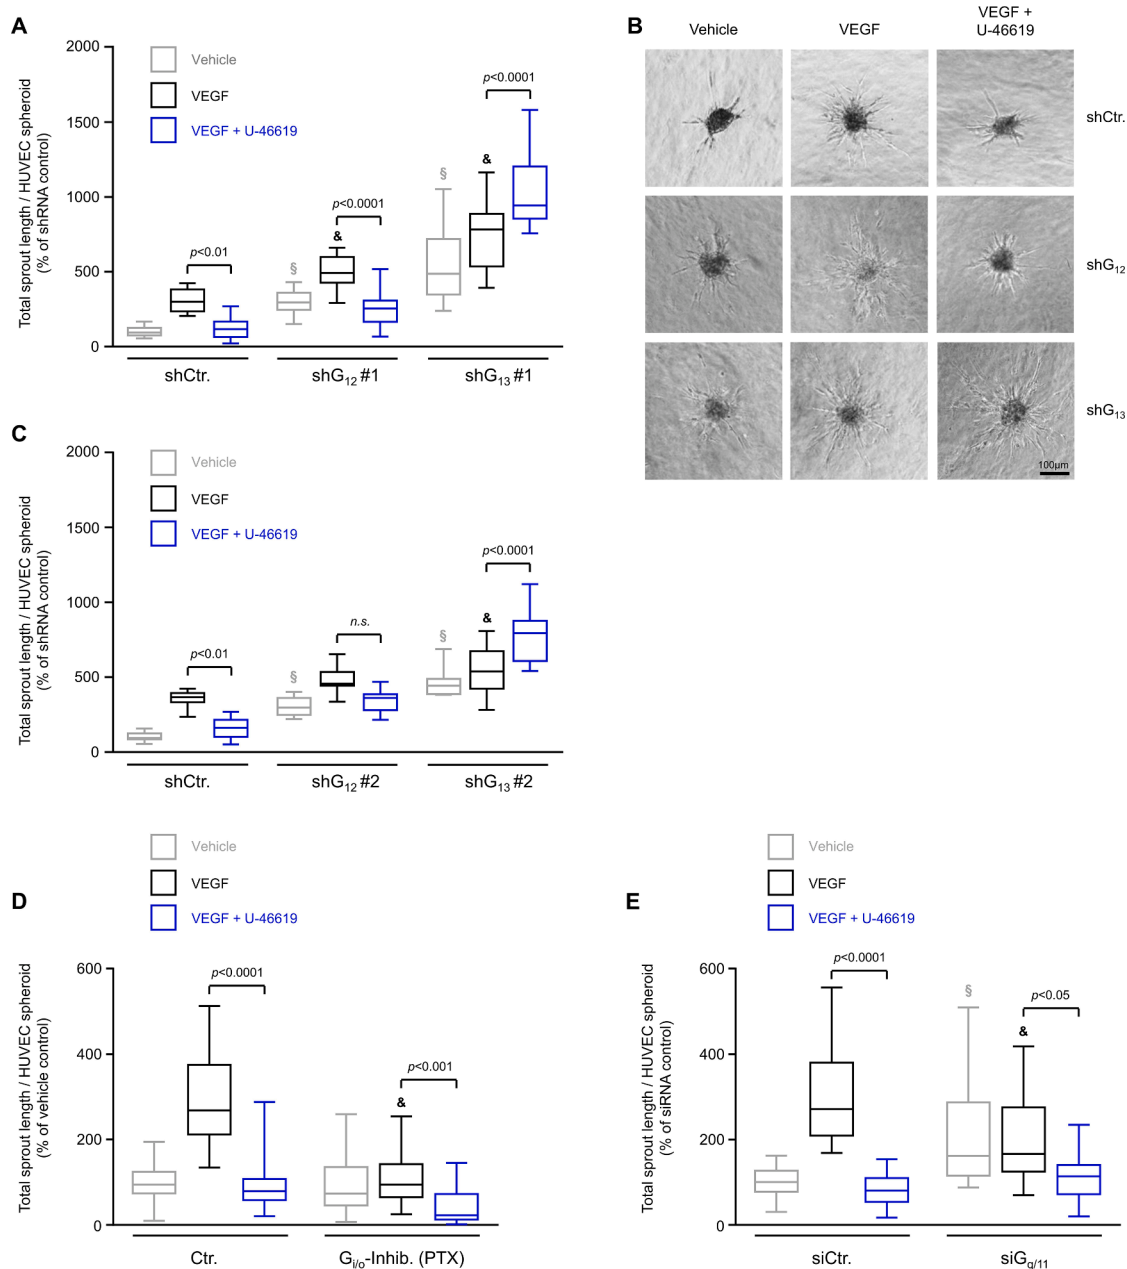 A
Total sprout length / HUVEC spheroid
(% of shRNA control)
2000
1500
1000
500
0
Vehicle
VEGF
VEGF + U-46619
p<0.01
§
&
p<0.0001
§
&
p<0.0001
shCtr.
shG12 #1
shG13 #1
B
Vehicle
VEGF
VEGF +
U-46619
shCtr.
shG12
shG13
100µm
C
Total sprout length / HUVEC spheroid
(% of shRNA control)
2000
1500
1000
500
0
Vehicle
VEGF
VEGF + U-46619
p<0.01
§
n.s.
§
&
p<0.0001
shCtr.
shG12 #2
shG13 #2
D
Total sprout length / HUVEC spheroid
(% of vehicle control)
600
400
200
0
Vehicle
VEGF
VEGF + U-46619
p<0.0001
&
p<0.001
Ctr.
Gi/o-Inhib. (PTX)
E
Total sprout length / HUVEC spheroid
(% of siRNA control)
600
400
200
0
Vehicle
VEGF
VEGF + U-46619
p<0.0001
§
&
p<0.05
siCtr.
siGq/11